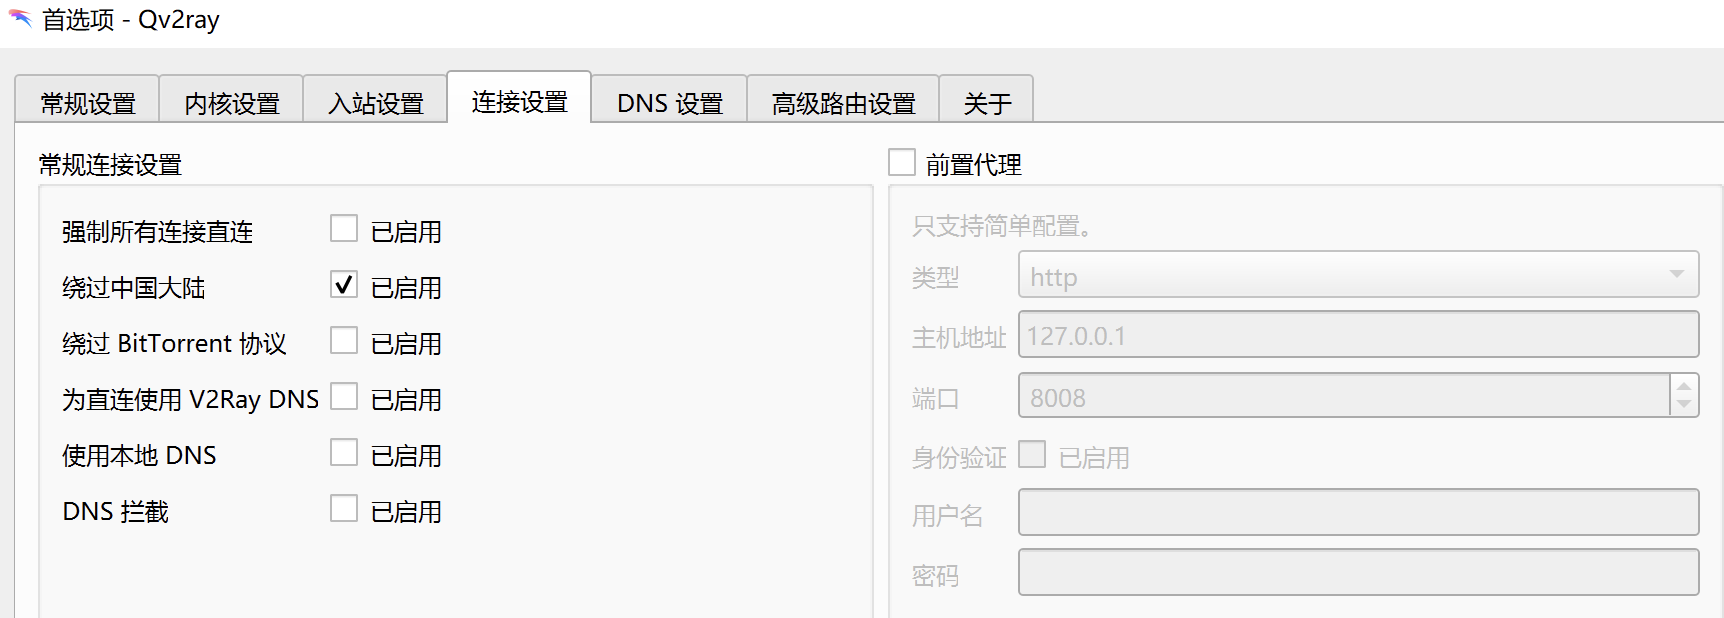 首选项 - Qv2ray
常规设置 内核设置 入站设置 连接设置 DNS 设置 高级路由设置 关于
常规连接设置
强制所有连接直连 已启用
绕过中国大陆 已启用
绕过 BitTorrent 协议 已启用
为直连使用 V2Ray DNS 已启用
使用本地 DNS 已启用
DNS 拦截 已启用
前置代理
只支持简单配置。
类型 http
主机地址 127.0.0.1
端口 8008
身份验证 已启用
用户名
密码